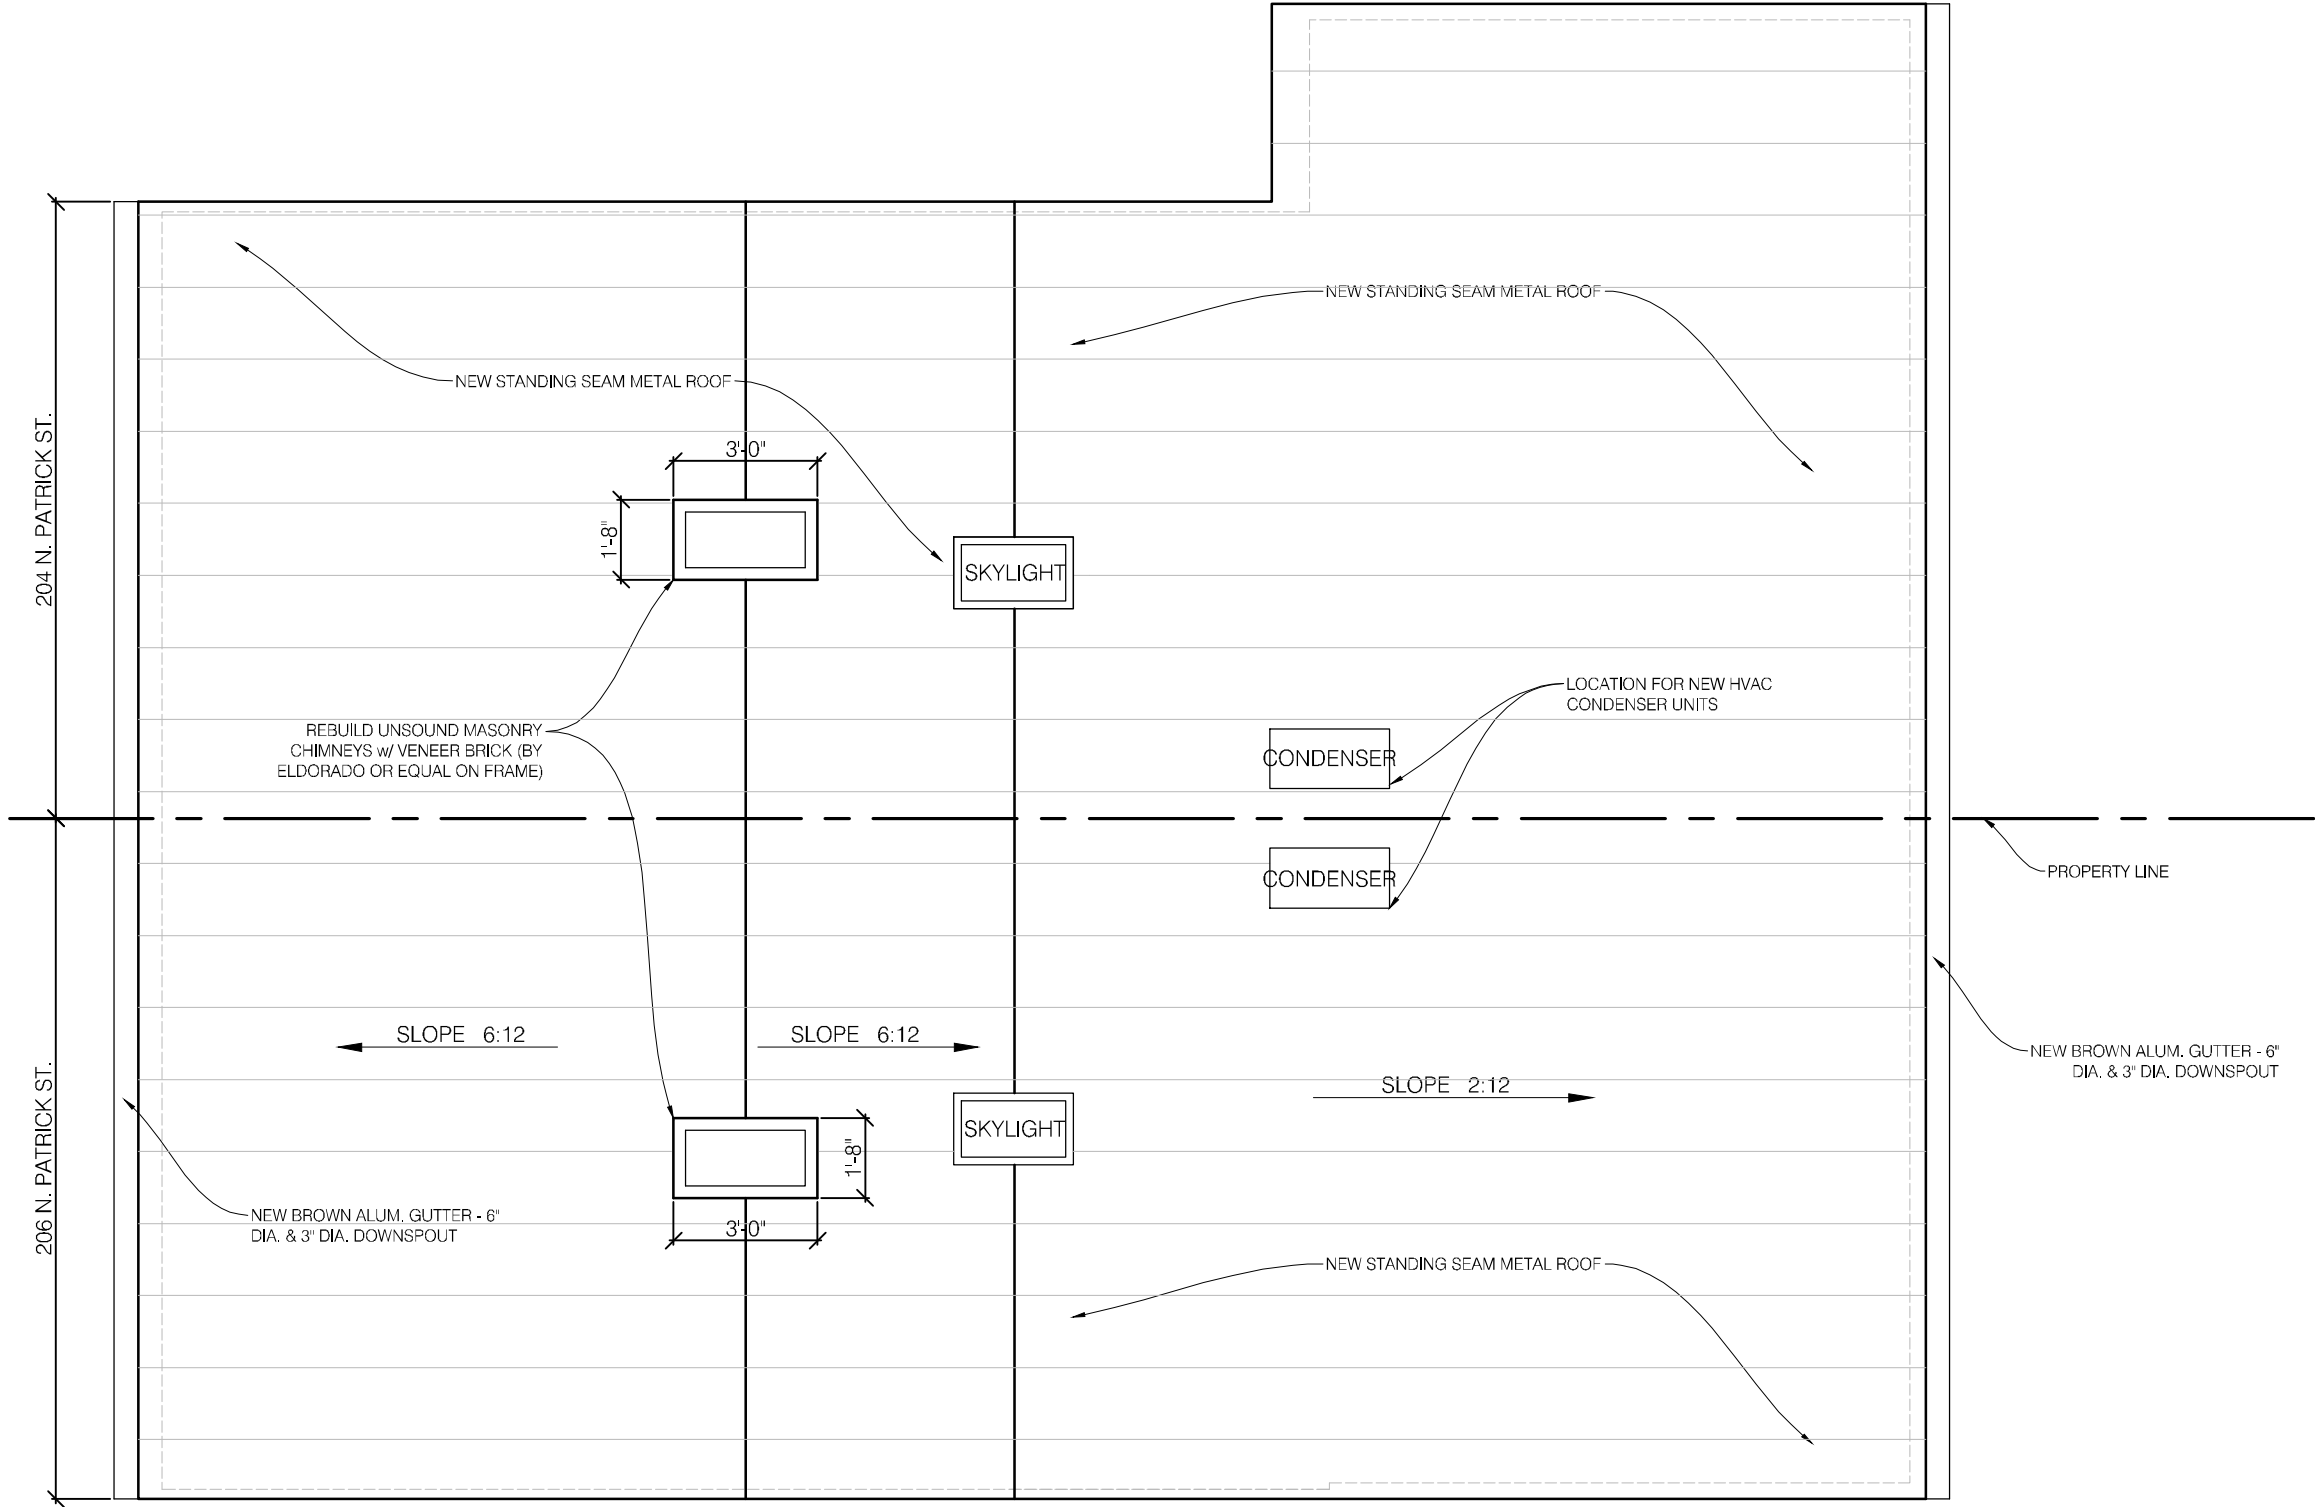 NEW STANDING SEAM METAL ROOF
NEW STANDING SEAM METAL ROOF
204 N. PATRICK ST.
3'-0"
1'-8"
SKYLIGHT
REBUILD UNSOUND MASONRY
CHIMNEYS w/ VENEER BRICK (BY
ELDORADO OR EQUAL ON FRAME)
LOCATION FOR NEW HVAC
CONDENSER UNITS
CONDENSER
CONDENSER
PROPERTY LINE
SLOPE 6:12
SLOPE 6:12
SLOPE 2:12
NEW BROWN ALUM. GUTTER - 6"
DIA. & 3" DIA. DOWNSPOUT
206 N. PATRICK ST.
SKYLIGHT
1'-8"
3'-0"
NEW BROWN ALUM. GUTTER - 6"
DIA. & 3" DIA. DOWNSPOUT
NEW STANDING SEAM METAL ROOF